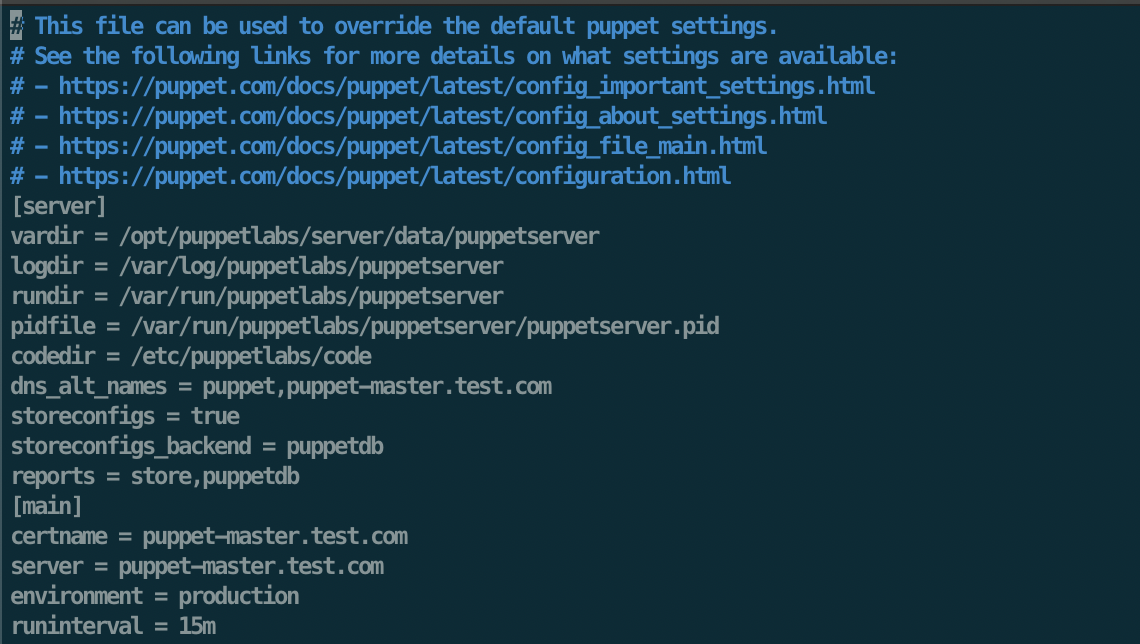 # This file can be used to override the default puppet settings.
# See the following links for more details on what settings are available:
# - https://puppet.com/docs/puppet/latest/config_important_settings.html
# - https://puppet.com/docs/puppet/latest/config_about_settings.html
# - https://puppet.com/docs/puppet/latest/config_file_main.html
# - https://puppet.com/docs/puppet/latest/configuration.html
[server]
vardir = /opt/puppetlabs/server/data/puppetserver
logdir = /var/log/puppetlabs/puppetserver
rundir = /var/run/puppetlabs/puppetserver
pidfile = /var/run/puppetlabs/puppetserver/puppetserver.pid
codedir = /etc/puppetlabs/code
dns_alt_names = puppet,puppet-master.test.com
storeconfigs = true
storeconfigs_backend = puppetdb
reports = store,puppetdb
[main]
certname = puppet-master.test.com
server = puppet-master.test.com
environment = production
runinterval = 15m